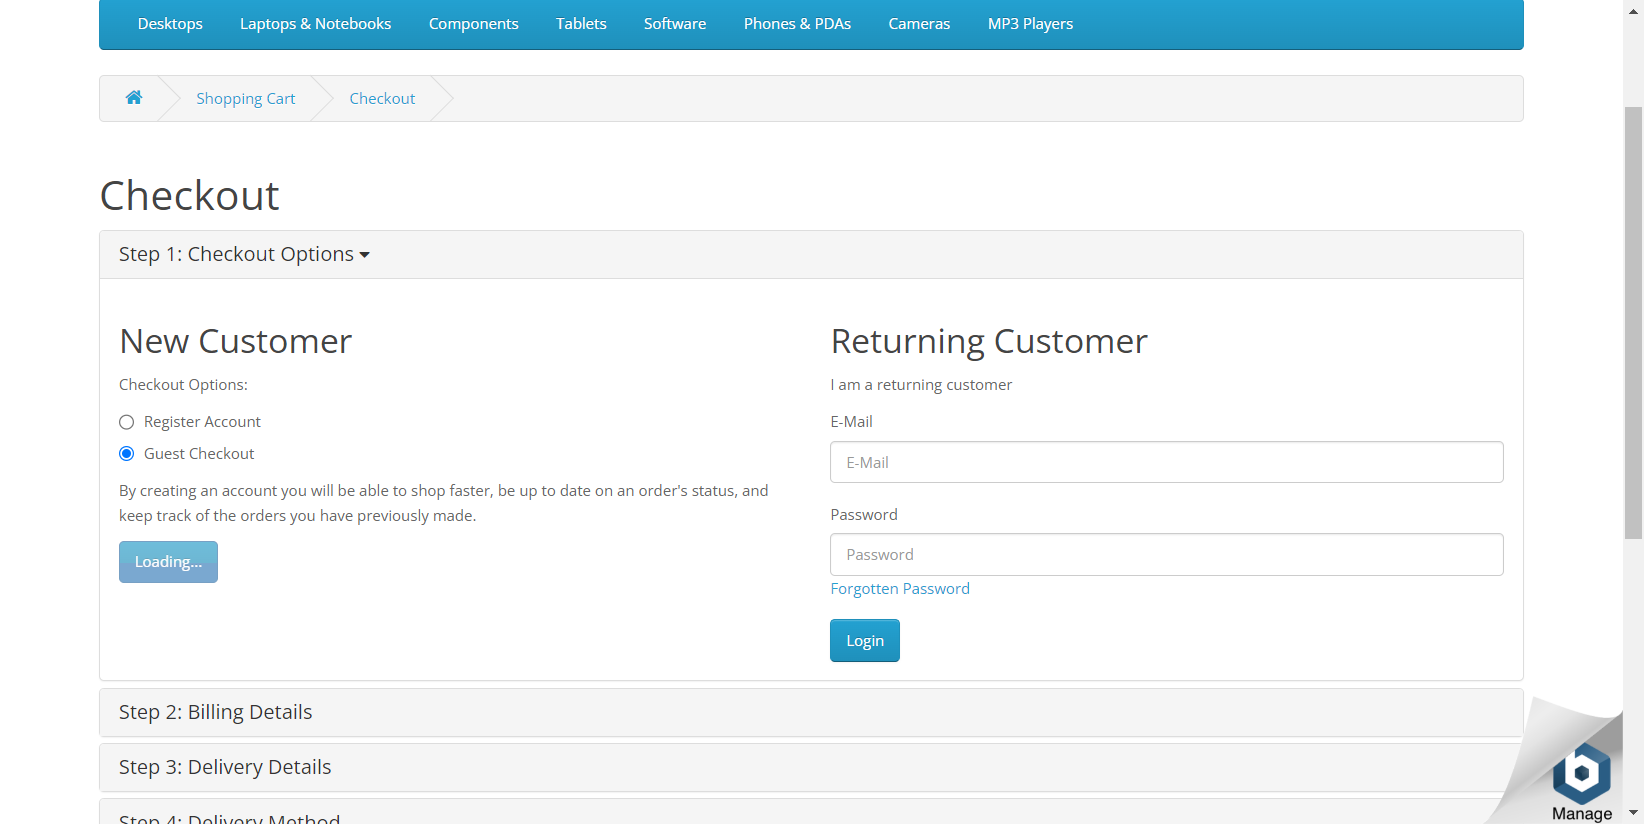 Desktops Laptops & Notebooks Components Tablets Software Phones & PDAs Cameras MP3 Players
Shopping Cart Checkout
Checkout
Step 1: Checkout Options
New Customer
Checkout Options:
Register Account
Guest Checkout
By creating an account you will be able to shop faster, be up to date on an order's status, and
keep track of the orders you have previously made.
Loading...
Returning Customer
I am a returning customer
E-Mail
E-Mail
Password
Password
Forgotten Password
Login
Step 2: Billing Details
Step 3: Delivery Details
Step 4: Delivery Method
Manage